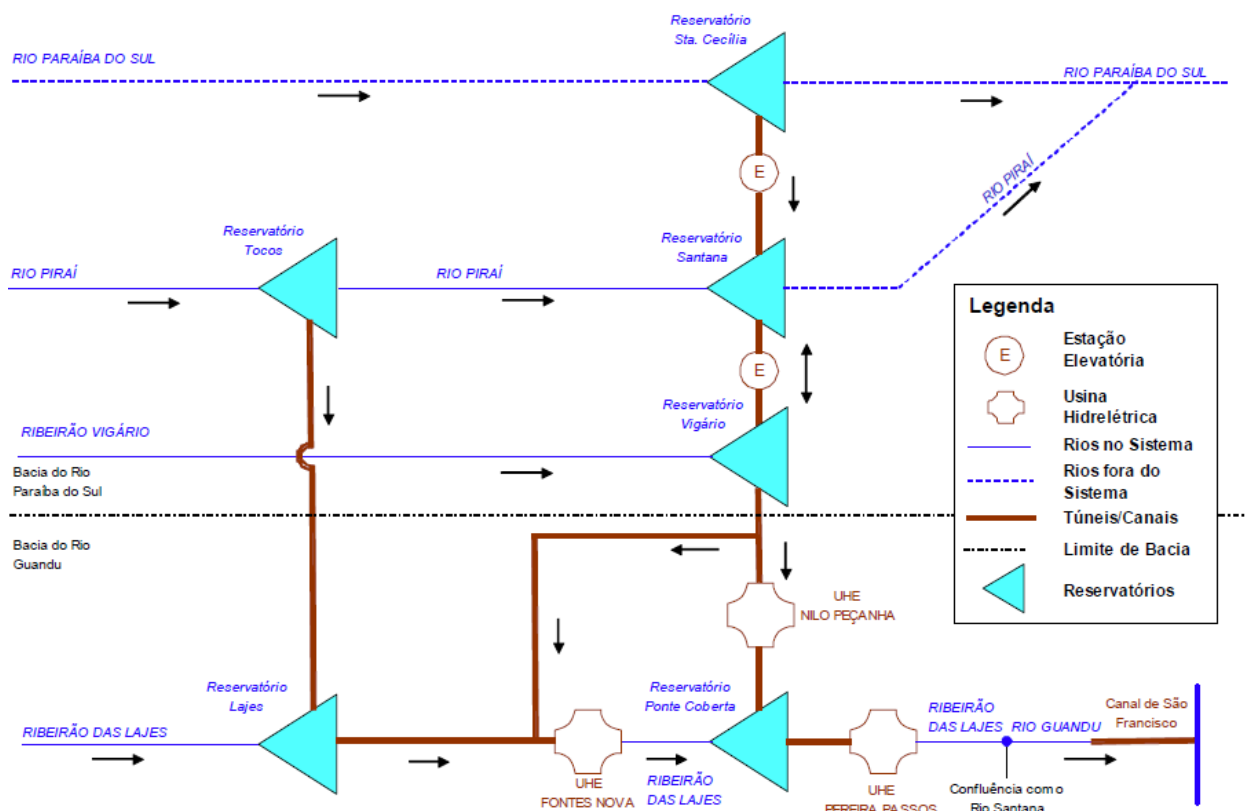 Reservatório
Sta. Cecília
RIO PARAÍBA DO SUL
RIO PARAÍBA DO SUL
E
RIO PIRAÍ
Reservatório
Tocos
Reservatório
Santana
RIO PIRAÍ
RIO PIRAÍ
E
Reservatório
Vigário
RIBEIRÃO VIGÁRIO
Bacia do Rio
Paraíba do Sul
Bacia do Rio
Guandu
Legenda
E
Estação
Elevatória
Usina
Hidrelétrica
Rios no Sistema
Rios fora do
Sistema
Túneis/Canais
Limite de Bacia
Reservatórios
UHE
NILO PEÇANHA
Reservatório
Lajes
Reservatório
Ponte Coberta
RIBEIRÃO DAS LAJES
UHE
FONTES NOVA
RIBEIRÃO
DAS LAJES
UHE
PEREIRA PASSOS
RIBEIRÃO
DAS LAJES
RIO GUANDU
Canal de São
Francisco
Confluência com o
Rio Santana